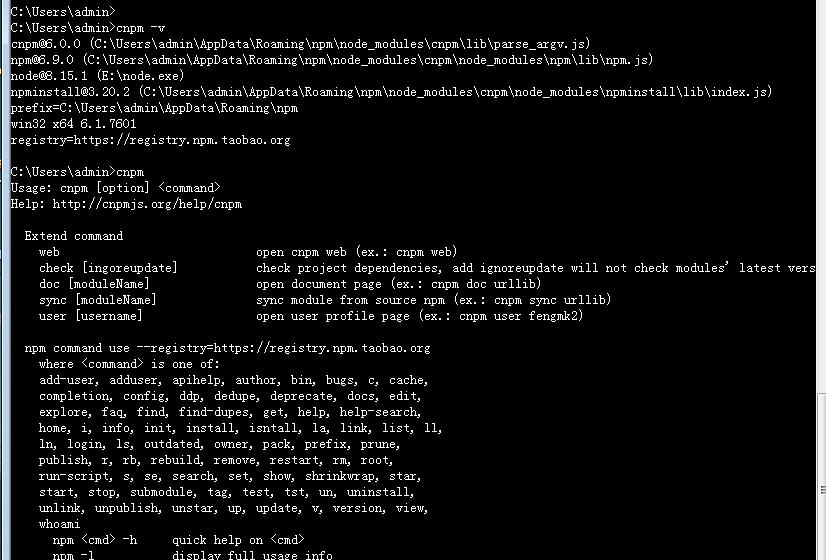 C:\Users\admin>
C:\Users\admin>cnpm -v
cnpm@6.0.0 (C:\Users\admin\AppData\Roaming\npm\node_modules\cnpm\lib\parse_argv.js)
npm@6.9.0 (C:\Users\admin\AppData\Roaming\npm\node_modules\cnpm\node_modules\npm\lib\npm.js)
node@8.15.1 (E:\node.exe)
npminstall@3.20.2 (C:\Users\admin\AppData\Roaming\npm\node_modules\cnpm\node_modules\npminstall\lib\index.js)
prefix=C:\Users\admin\AppData\Roaming\npm
win32 x64 6.1.7601
registry=https://registry.npm.taobao.org
C:\Users\admin>cnpm
Usage: cnpm [option] <command>
Help: http://cnpmjs.org/help/cnpm
Extend command
web open cnpm web (ex.: cnpm web)
check [ingoreupdate] check project dependencies, add ignoreupdate will not check modules' latest vers
doc [moduleName] open document page (ex.: cnpm doc urllib)
sync [moduleName] sync module from source npm (ex.: cnpm sync urllib)
user [username] open user profile page (ex.: cnpm user fengmk2)
npm command use --registry=https://registry.npm.taobao.org
where <command> is one of:
add-user, adduser, apihelp, author, bin, bugs, c, cache,
completion, config, ddp, dedupe, deprecate, docs, edit,
explore, faq, find, find-dupes, get, help, help-search,
home, i, info, init, install, isntall, la, link, list, ll,
ln, login, ls, outdated, owner, pack, prefix, prune,
publish, r, rb, rebuild, remove, restart, rm, root,
run-script, s, se, search, set, show, shrinkwrap, star,
start, stop, submodule, tag, test, tst, un, uninstall,
unlink, unpublish, unstar, up, update, v, version, view,
whoami
npm <cmd> -h quick help on <cmd>
npm -l display full usage info